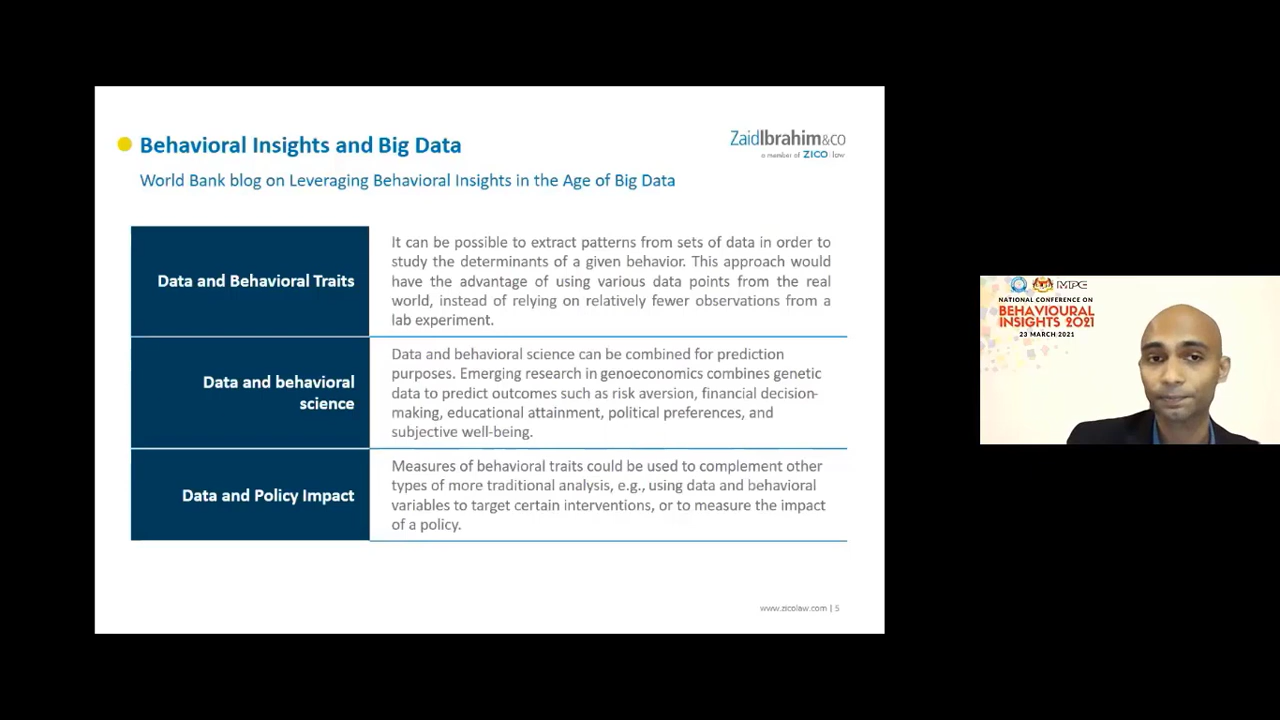 Behavioral Insights and Big Data
ZaidIbrahim&co
a member of ZICO law
World Bank blog on Leveraging Behavioral Insights in the Age of Big Data
Data and Behavioral Traits
It can be possible to extract patterns from sets of data in order to
study the determinants of a given behavior. This approach would
have the advantage of using various data points from the real
world, instead of relying on relatively fewer observations from a
lab experiment.
Data and behavioral
science
Data and behavioral science can be combined for prediction
purposes. Emerging research in genoeconomics combines genetic
data to predict outcomes such as risk aversion, financial decision-
making, educational attainment, political preferences, and
subjective well-being.
Data and Policy Impact
Measures of behavioral traits could be used to complement other
types of more traditional analysis, e.g., using data and behavioral
variables to target certain interventions, or to measure the impact
of a policy.
www.zicolaw.com | 5
MPC
NATIONAL CONFERENCE ON
BEHAVIOURAL
INSIGHTS 2021
23 MARCH 2021